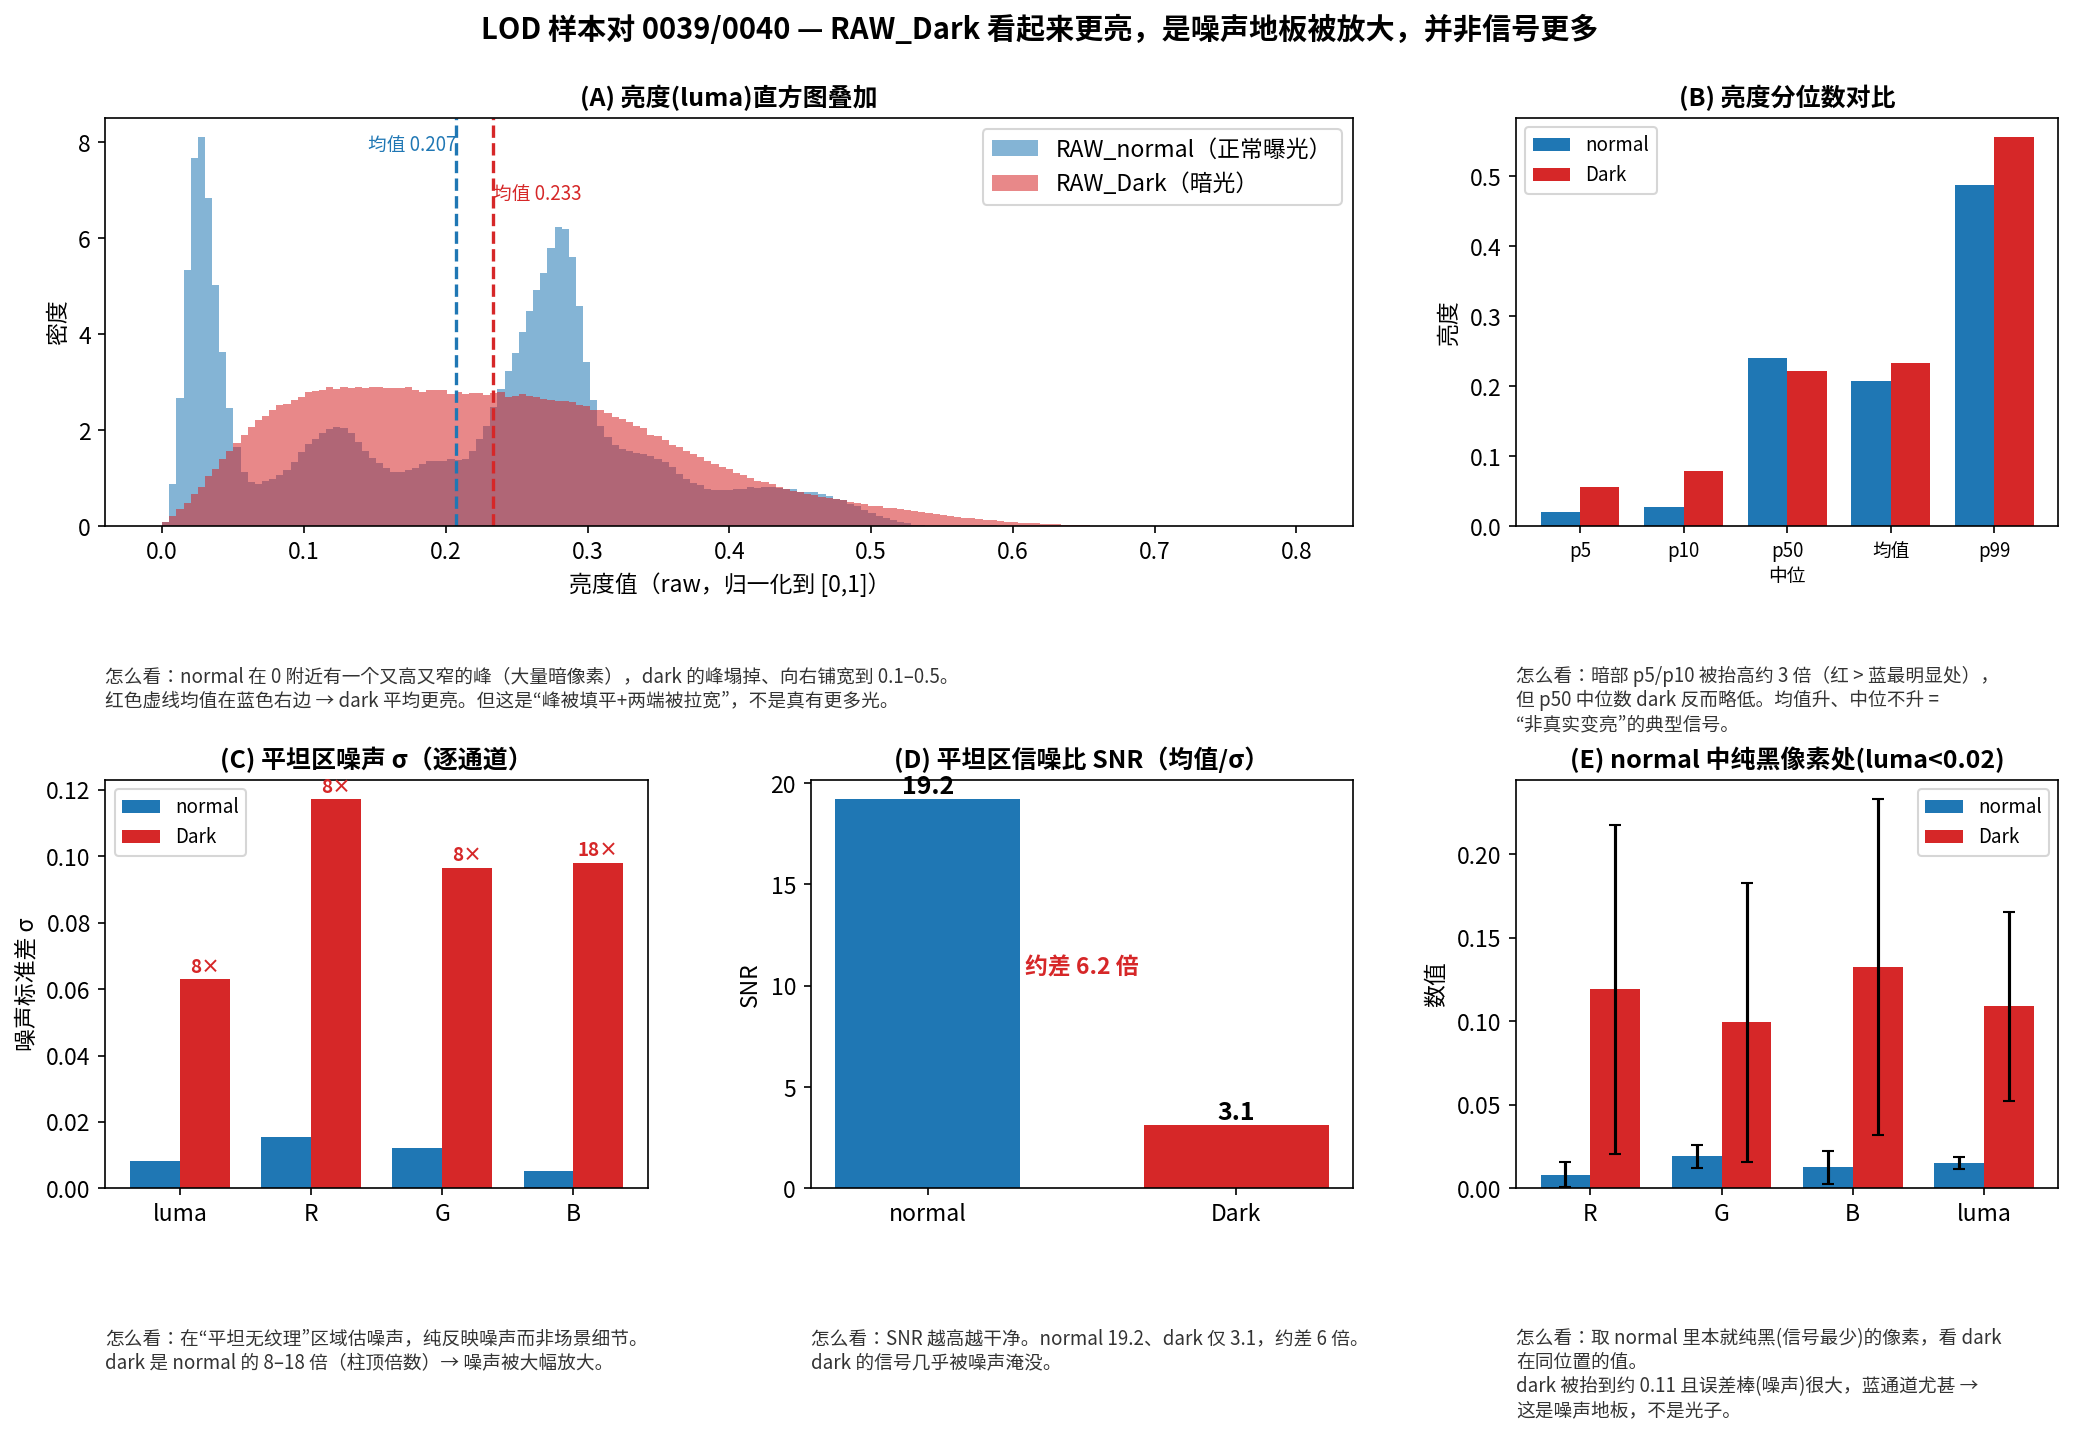 LOD 样本对 0039/0040 — RAW_Dark 看起来更亮，是噪声地板被放大，并非信号更多
(A) 亮度(luma)直方图叠加
均值 0.207
均值 0.233
RAW_normal（正常曝光）
RAW_Dark（暗光）
密度
8
6
4
2
0
0.0 0.1 0.2 0.3 0.4 0.5 0.6 0.7 0.8
亮度值（raw，归一化到 [0,1]）
怎么看：normal 在 0 附近有一个又高又窄的峰（大量暗像素），dark 的峰塌掉、向右铺宽到 0.1–0.5。
红色虚线均值在蓝色右边 → dark 平均更亮。但这是“峰被填平+两端被拉宽”，不是真有更多光。
(B) 亮度分位数对比
normal
Dark
亮度
0.5
0.4
0.3
0.2
0.1
0.0
p5 p10 p50 均值 p99
中位
怎么看：暗部 p5/p10 被抬高约 3 倍（红 > 蓝最明显处），
但 p50 中位数 dark 反而略低。均值升、中位不升 =
“非真实变亮”的典型信号。
(C) 平坦区噪声 σ（逐通道）
normal
Dark
8×
8×
8×
18×
噪声标准差 σ
0.12
0.10
0.08
0.06
0.04
0.02
0.00
luma R G B
怎么看：在“平坦无纹理”区域估噪声，纯反映噪声而非场景细节。
dark 是 normal 的 8–18 倍（柱顶倍数）→ 噪声被大幅放大。
(D) 平坦区信噪比 SNR（均值/σ）
19.2
约差 6.2 倍
3.1
SNR
20
15
10
5
0
normal Dark
怎么看：SNR 越高越干净。normal 19.2、dark 仅 3.1，约差 6 倍。
dark 的信号几乎被噪声淹没。
(E) normal 中纯黑像素处(luma<0.02)
normal
Dark
数值
0.20
0.15
0.10
0.05
0.00
R G B luma
怎么看：取 normal 里本就纯黑(信号最少)的像素，看 dark
在同位置的值。
dark 被抬到约 0.11 且误差棒(噪声)很大，蓝通道尤甚 →
这是噪声地板，不是光子。